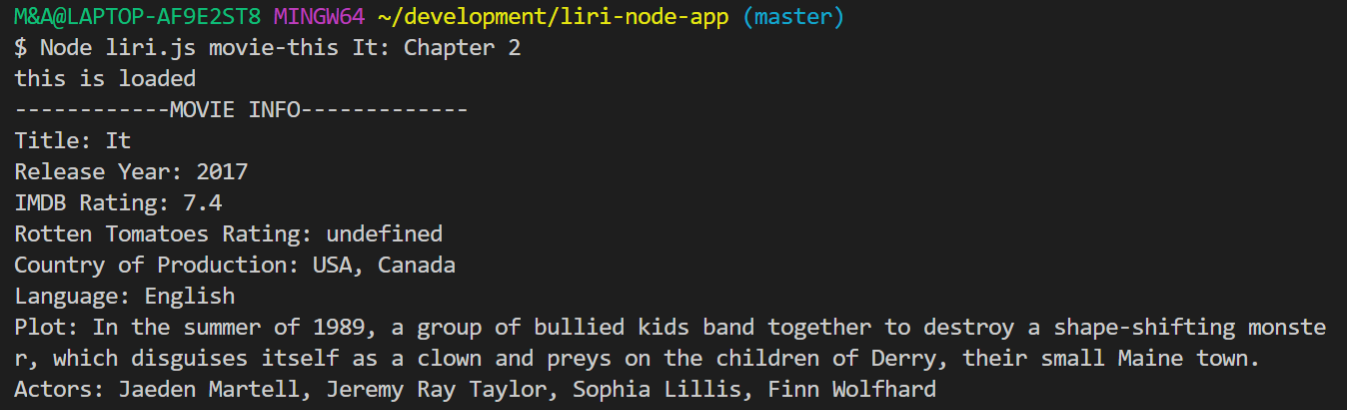 M&A@LAPTOP-AF9E2ST8 MINGW64 ~/development/liri-node-app (master)
$ Node liri.js movie-this It: Chapter 2
this is loaded
------------MOVIE INFO-------------
Title: It
Release Year: 2017
IMDB Rating: 7.4
Rotten Tomatoes Rating: undefined
Country of Production: USA, Canada
Language: English
Plot: In the summer of 1989, a group of bullied kids band together to destroy a shape-shifting monste
r, which disguises itself as a clown and preys on the children of Derry, their small Maine town.
Actors: Jaeden Martell, Jeremy Ray Taylor, Sophia Lillis, Finn Wolfhard